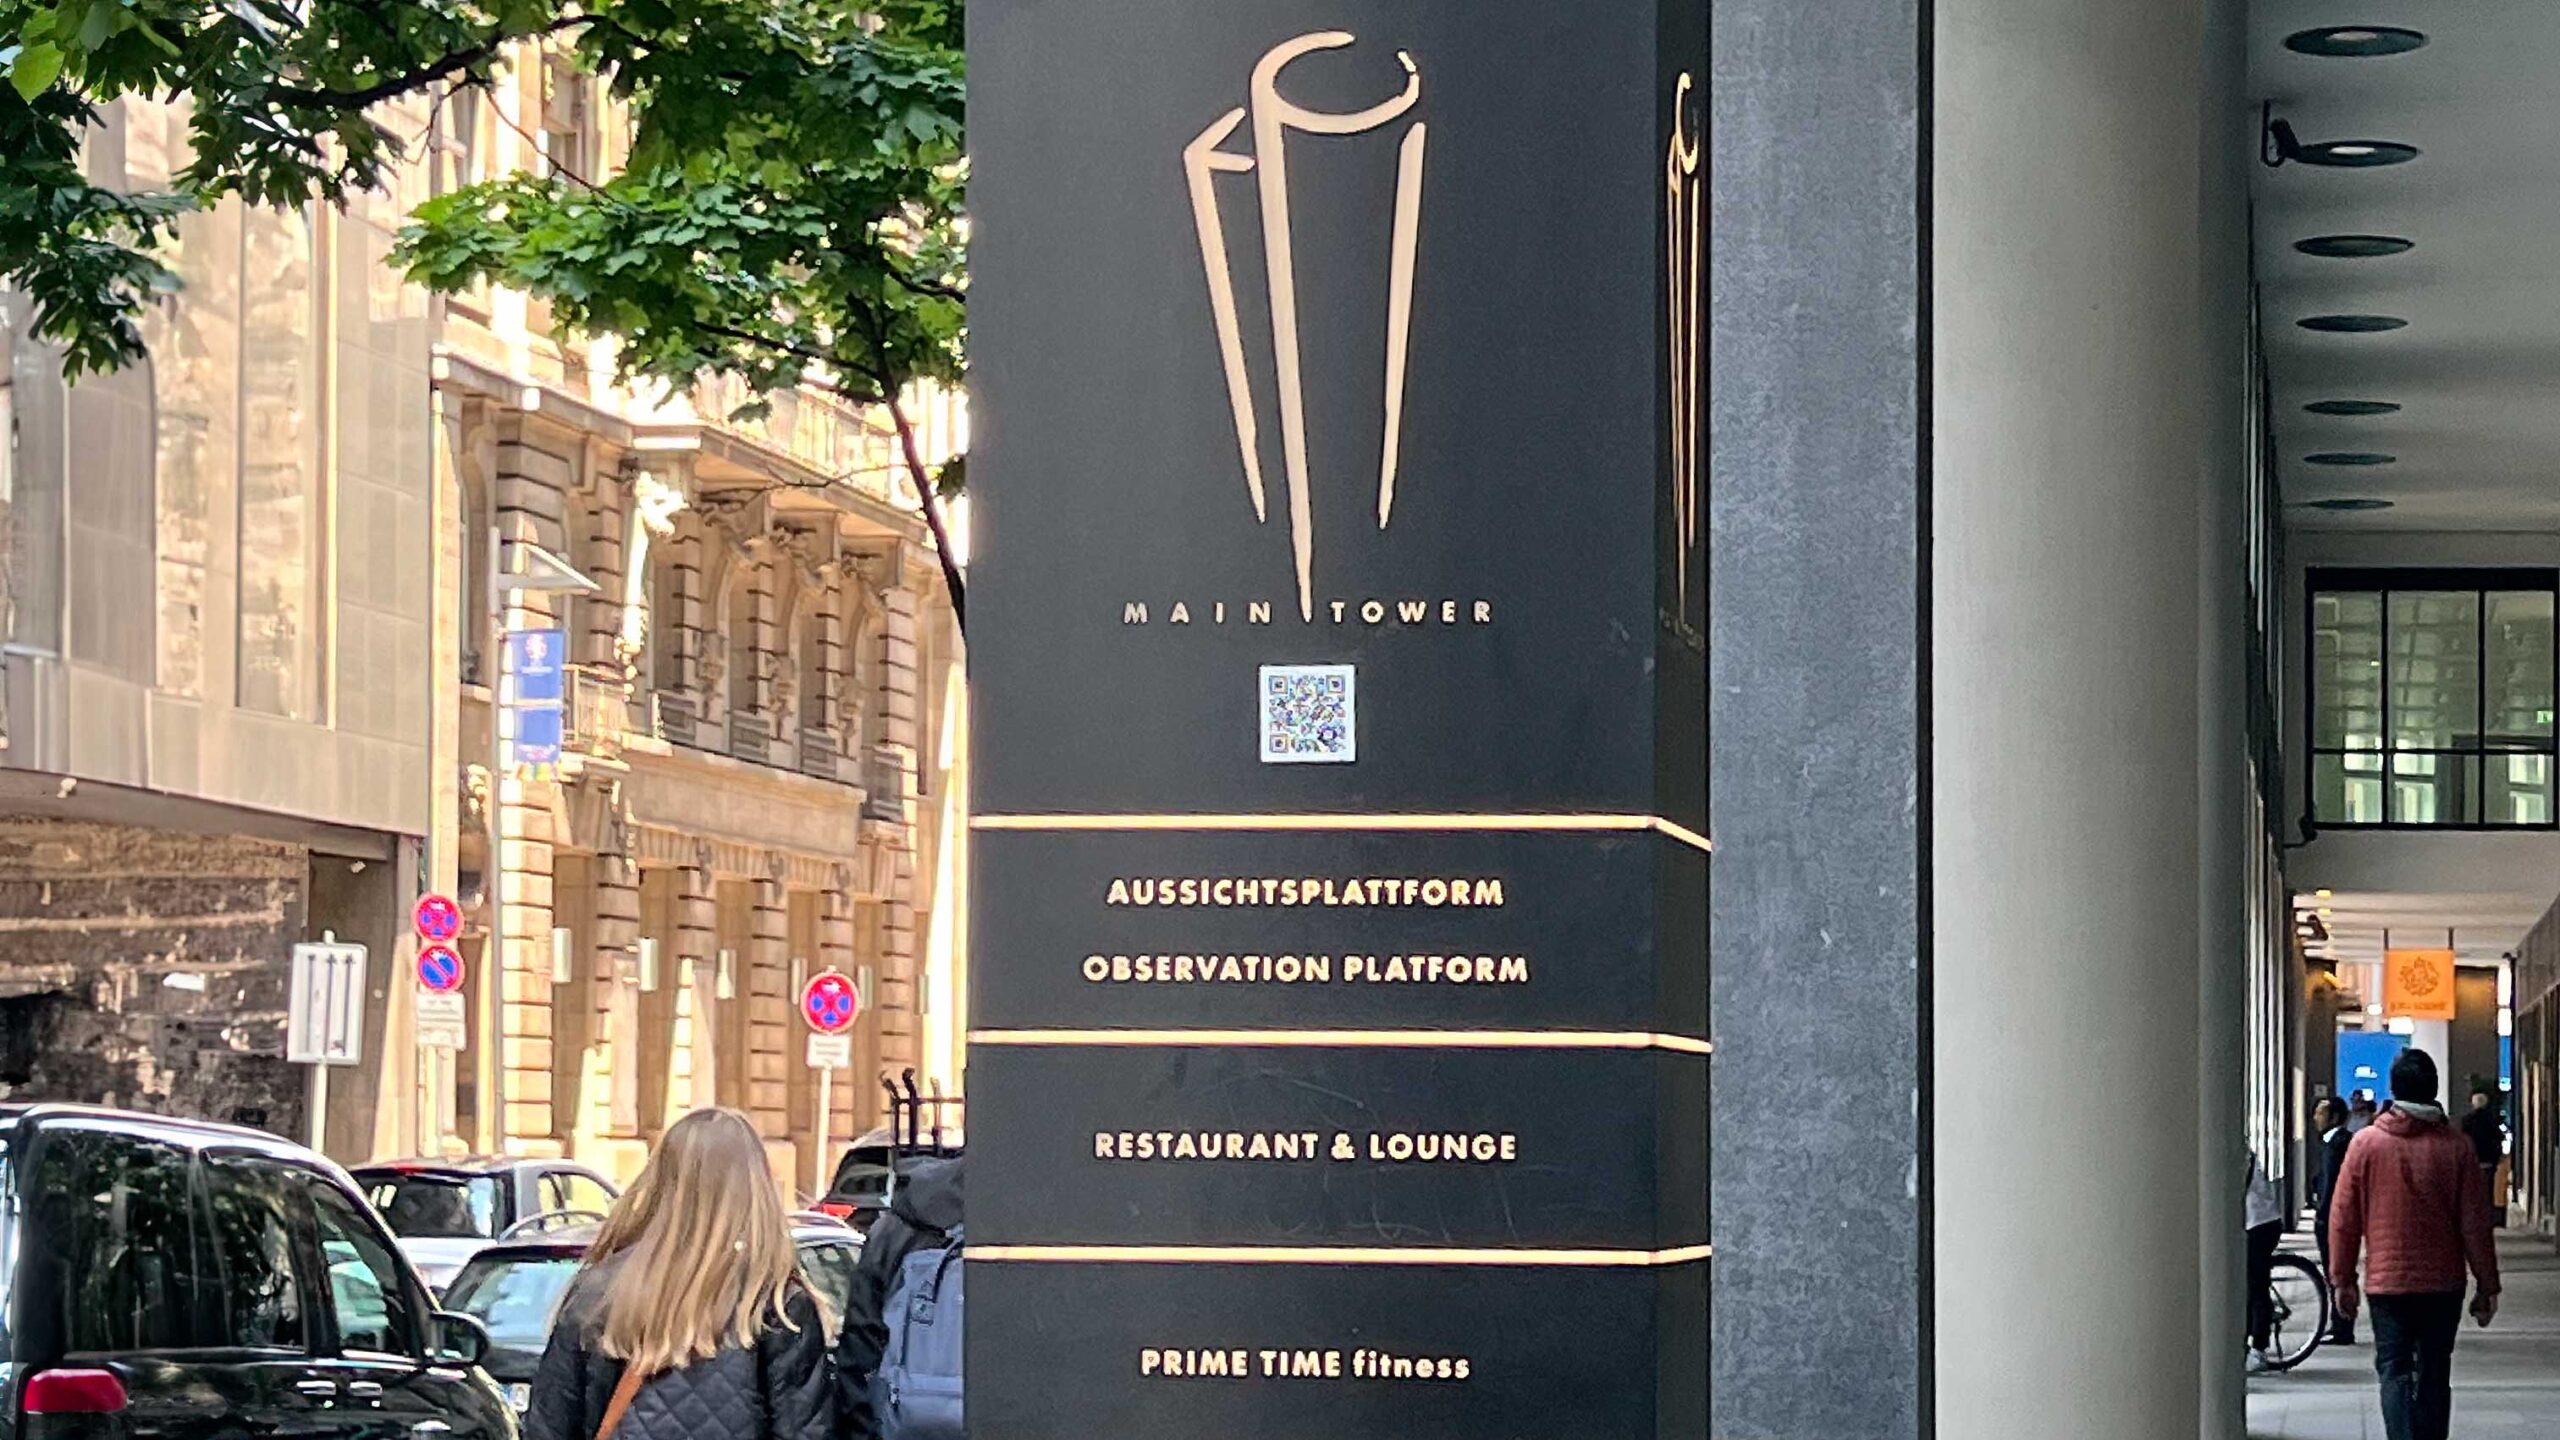 MAIN TOWER
AUSSICHTSPLATTFORM
OBSERVATION PLATFORM
RESTAURANT & LOUNGE
PRIME TIME fitness